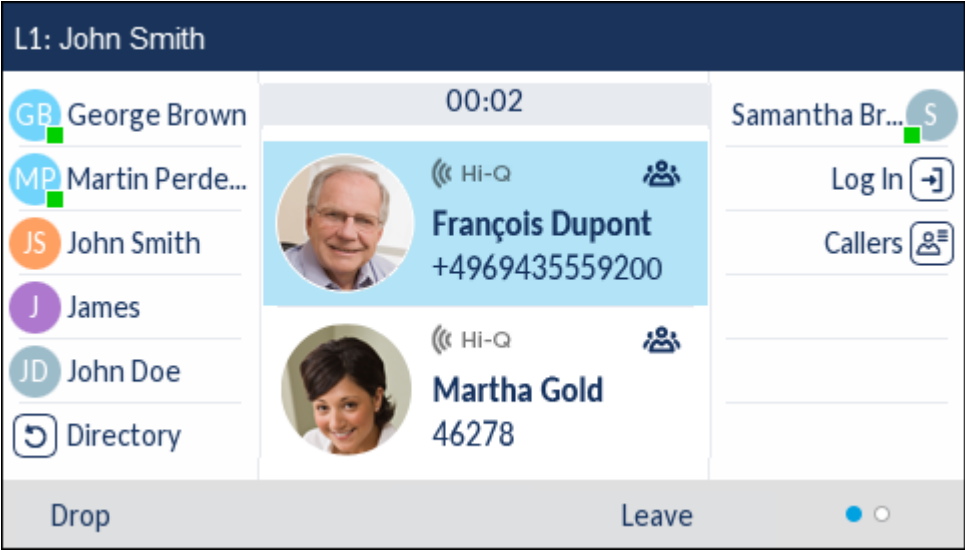 L1: John Smith
GB George Brown
MP Martin Perde...
JS John Smith
J James
JD John Doe
Directory
00:02
Hi-Q
François Dupont
+4969435559200
Hi-Q
Martha Gold
46278
Samantha Br... S
Log In
Callers
Drop
Leave